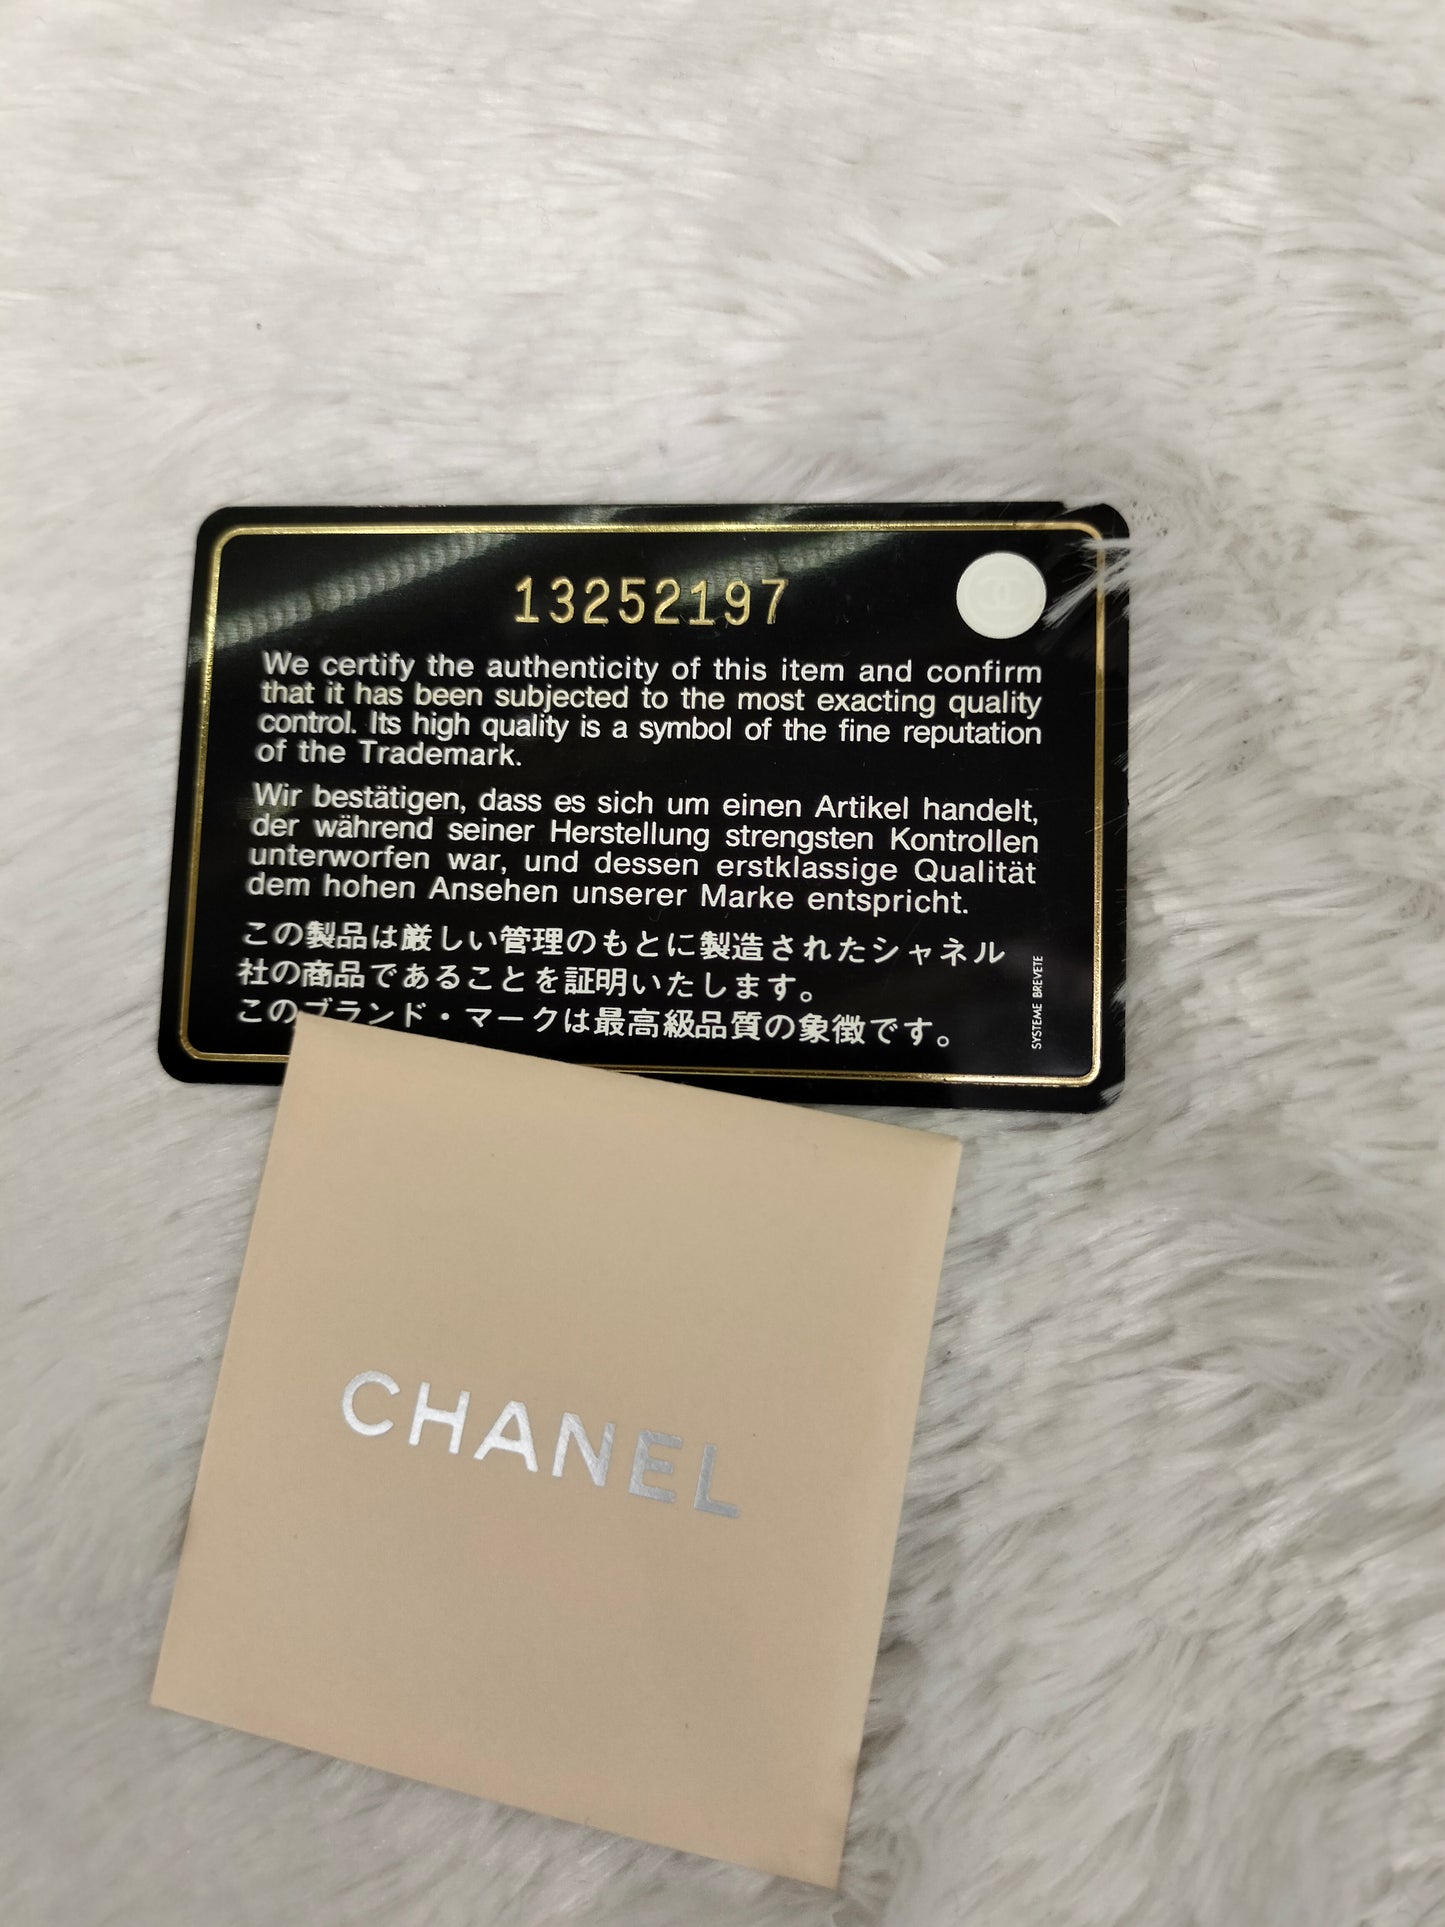 13252197
We certify the authenticity of this item and confirm
that it has been subjected to the most exacting quality
control. Its high quality is a symbol of the fine reputation
of the Trademark.
Wir bestätigen, dass es sich um einen Artikel handelt,
der während seiner Herstellung strengsten Kontrollen
unterworfen war, und dessen erstklassige Qualität
dem hohen Ansehen unserer Marke entspricht.
この製品は厳しい管理のもとに製造されたシャネル
社の商品であることを証明いたします。
このブランド・マークは最高級品質の象徴です。
SYSTEME BREVETE
CHANEL